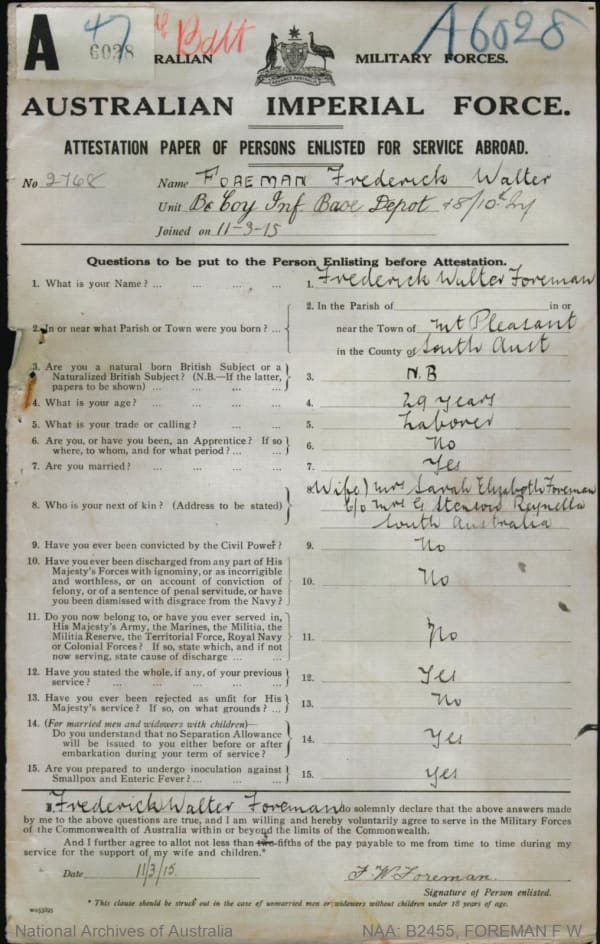 A 47 Batt A6028
6028 RALIAN MILITARY FORCES.
AUSTRALIAN IMPERIAL FORCE.
ATTESTATION PAPER OF PERSONS ENLISTED FOR SERVICE ABROAD.
No 2768 Name FOREMAN Frederick Walter
Unit B Coy Inf. Base Depot +8/10th
Joined on 11-3-15
Questions to be put to the Person Enlisting before Attestation.
1. What is your Name? ... ... ... ... 1. Frederick Walter Foreman
2. In or near what Parish or Town were you born? ... 2. In the Parish of in or
near the Town of Mt Pleasant
in the County of South Aust
3. Are you a natural born British Subject or a
Naturalized British Subject? (N.B.—If the latter,
papers to be shown) ... ... ... ... 3. N.B
4. What is your age? ... ... ... ... 4. 29 years
5. What is your trade or calling? ... ... ... 5. Laborer
6. Are you, or have you been, an Apprentice? If so
where, to whom, and for what period? ... ... 6. No
7. Are you married? ... ... ... ... 7. Yes
8. Who is your next of kin? (Address to be stated) 8. (Wife) Mrs Sarah Elizabeth Foreman
c/o Mrs G Stenson Reynella
South Australia
9. Have you ever been convicted by the Civil Power? 9. No
10. Have you ever been discharged from any part of His
Majesty's Forces with ignominy, or as incorrigible
and worthless, or on account of conviction of
felony, or of a sentence of penal servitude, or have
you been dismissed with disgrace from the Navy? 10. No
11. Do you now belong to, or have you ever served in,
His Majesty's Army, the Marines, the Militia, the
Militia Reserve, the Territorial Force, Royal Navy
or Colonial Forces? If so, state which, and if not
now serving, state cause of discharge ... ... 11. No
12. Have you stated the whole, if any, of your previous
service? ... ... ... ... 12. Yes
13. Have you ever been rejected as unfit for His
Majesty's service? If so, on what grounds? ... 13. No
14. (For married men and widowers with children)—
Do you understand that no Separation Allowance
will be issued to you either before or after
embarkation during your term of service? 14. Yes
15. Are you prepared to undergo inoculation against
Smallpox and Enteric Fever? ... ... ... 15. Yes
I, Frederick Walter Foreman do solemnly declare that the above answers made
by me to the above questions are true, and I am willing and hereby voluntarily agree to serve in the Military Forces
of the Commonwealth of Australia within or beyond the limits of the Commonwealth.
And I further agree to allot not less than two-fifths of the pay payable to me from time to time during my
service for the support of my wife and children.*
Date 11/3/15. F. W. Foreman.
Signature of Person enlisted.
* This clause should be struck out in the case of unmarried men or widowers without children under 18 years of age.
National Archives of Australia NAA: B2455, FOREMAN F W